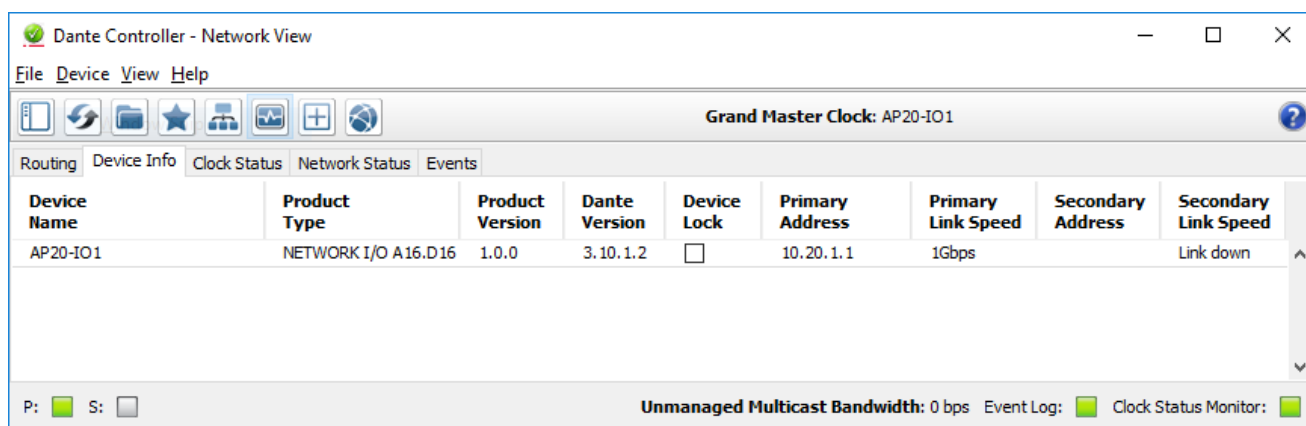 Dante Controller - Network View
File Device View Help
Grand Master Clock: AP20-IO1
Routing Device Info Clock Status Network Status Events
Device Name Product Type Product Version Dante Version Device Lock Primary Address Primary Link Speed Secondary Address Secondary Link Speed
AP20-IO1 NETWORK I/O A16.D16 1.0.0 3.10.1.2 10.20.1.1 1Gbps Link down
P: S: Unmanaged Multicast Bandwidth: 0 bps Event Log: Clock Status Monitor: